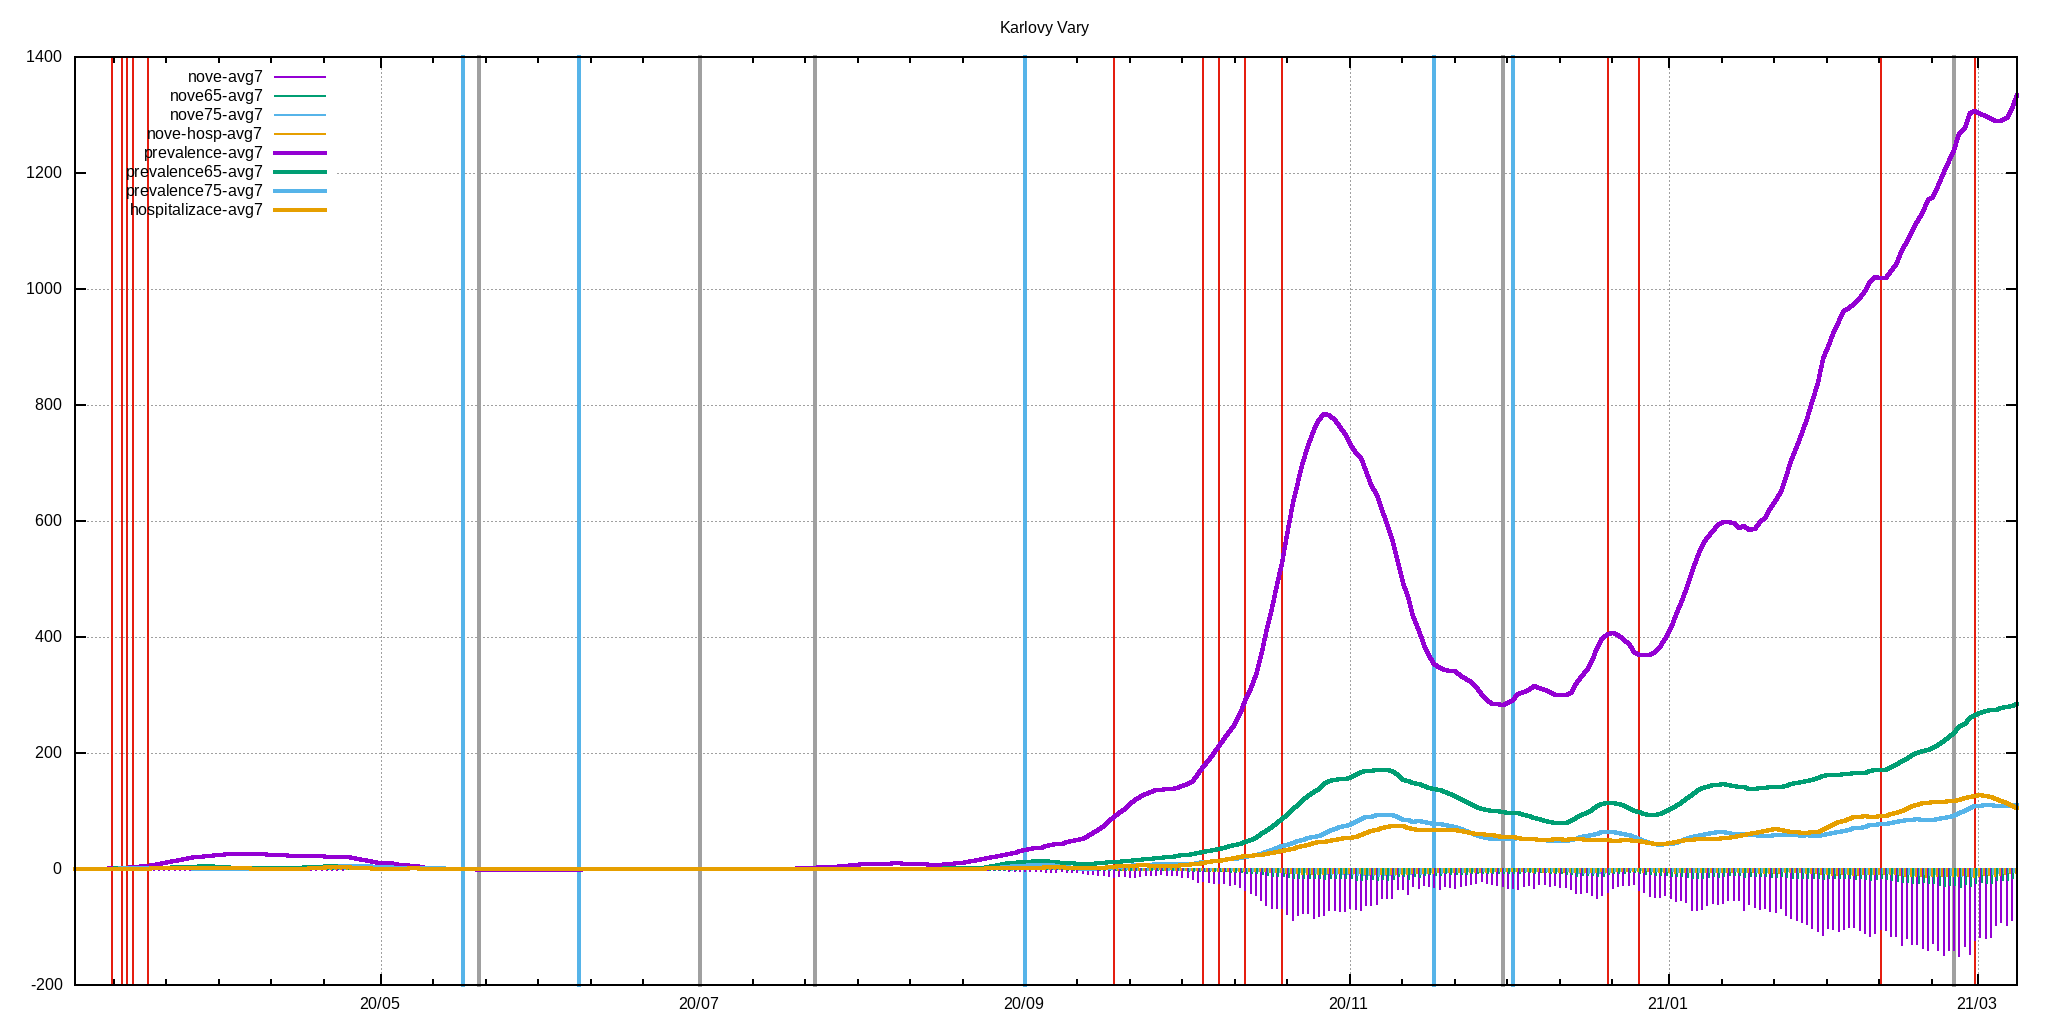 Karlovy Vary
1400
1200
1000
800
600
400
200
0
-200
nove-avg7
nove65-avg7
nove75-avg7
nove-hosp-avg7
prevalence-avg7
prevalence65-avg7
prevalence75-avg7
hospitalizace-avg7
20/05
20/07
20/09
20/11
21/01
21/03